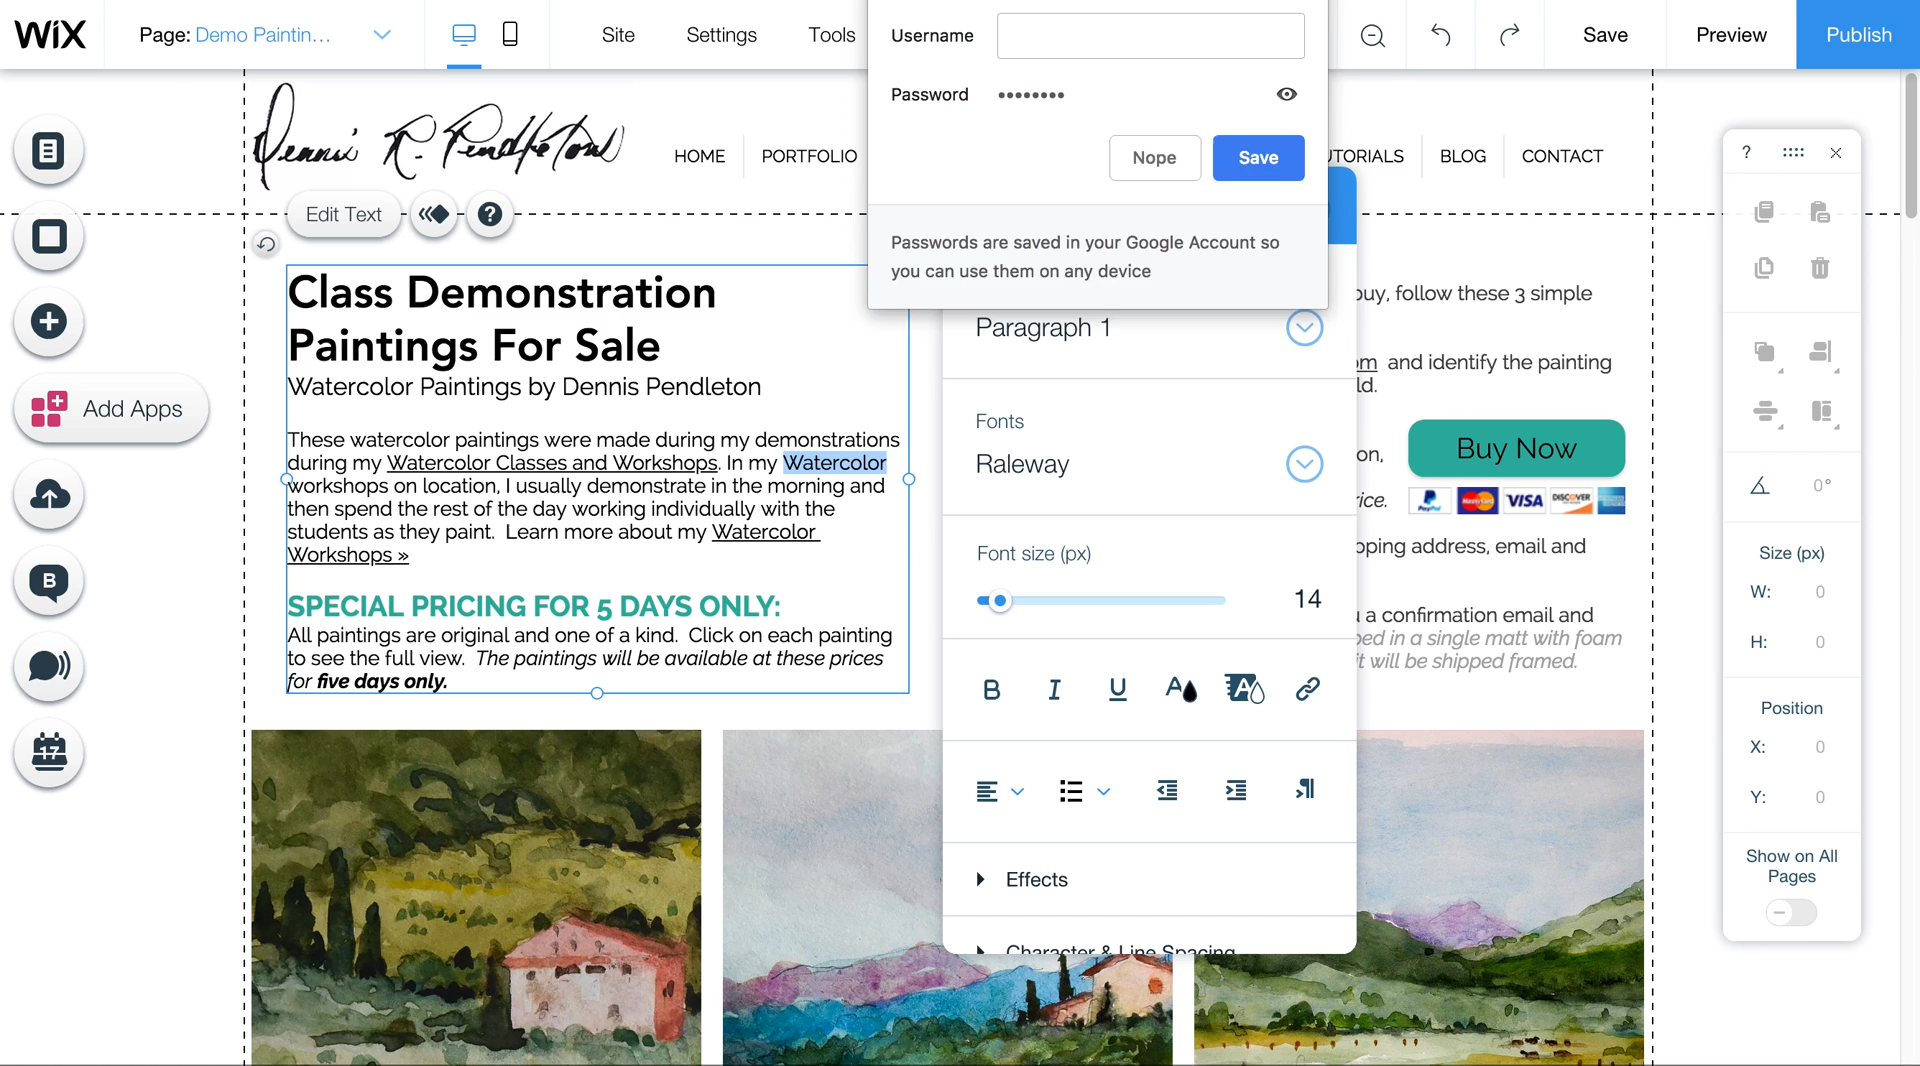 WiX
Page: Demo Paintin...
Site
Settings
Tools
Save
Preview
Publish
Username
Password
••••••••
Nope
Save
Passwords are saved in your Google Account so
you can use them on any device
Dennis R. Pendleton
HOME
PORTFOLIO
UTORIALS
BLOG
CONTACT
Edit Text
?
Add Apps
B
17
Class Demonstration
Paintings For Sale
Watercolor Paintings by Dennis Pendleton
These watercolor paintings were made during my demonstrations
during my Watercolor Classes and Workshops. In my Watercolor
workshops on location, I usually demonstrate in the morning and
then spend the rest of the day working individually with the
students as they paint. Learn more about my Watercolor
Workshops »
SPECIAL PRICING FOR 5 DAYS ONLY:
All paintings are original and one of a kind. Click on each painting
to see the full view. The paintings will be available at these prices
for five days only.
Paragraph 1
Fonts
Raleway
Font size (px)
14
B
I
U
A
A
Effects
Character & Line Spacing
buy, follow these 3 simple
om and identify the painting
ld.
on,
Buy Now
rice.
PayPal
MasterCard
VISA
DISCOVER
pping address, email and
a confirmation email and
ped in a single matt with foam
it will be shipped framed.
?
0°
Size (px)
W: 0
H: 0
Position
X: 0
Y: 0
Show on All
Pages